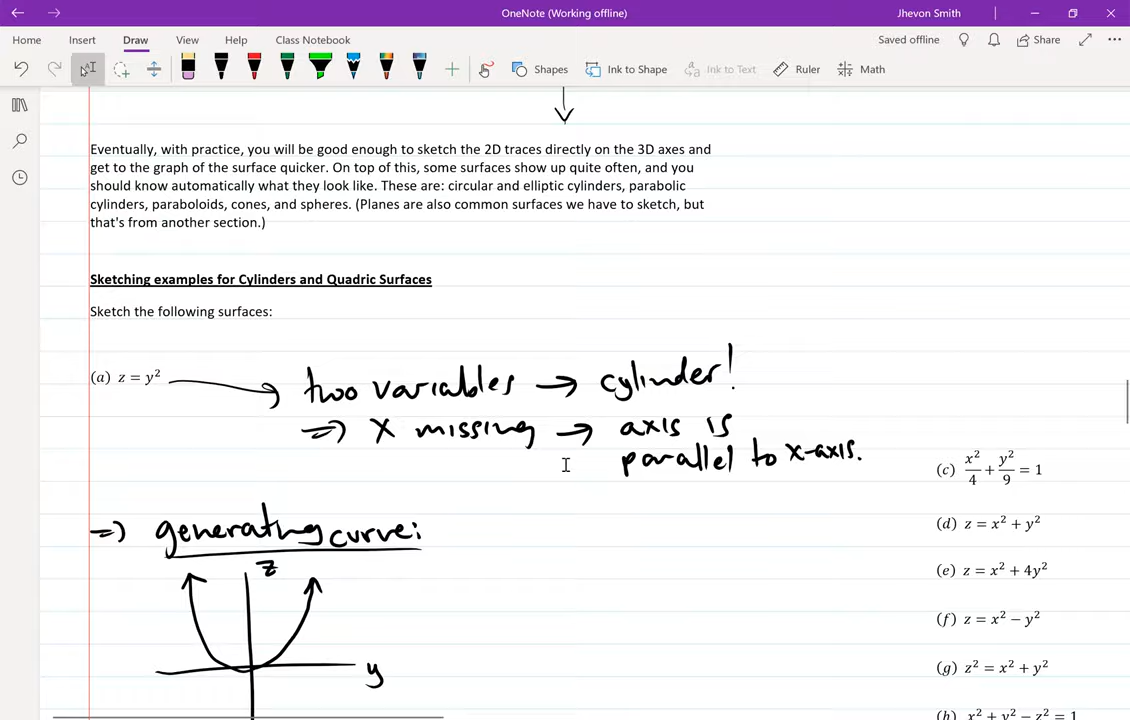 OneNote (Working offline)
Jhevon Smith
Home Insert Draw View Help Class Notebook
Saved offline
Share
Shapes
Ink to Shape
Ink to Text
Ruler
Math
Eventually, with practice, you will be good enough to sketch the 2D traces directly on the 3D axes and
get to the graph of the surface quicker. On top of this, some surfaces show up quite often, and you
should know automatically what they look like. These are: circular and elliptic cylinders, parabolic
cylinders, paraboloids, cones, and spheres. (Planes are also common surfaces we have to sketch, but
that's from another section.)
Sketching examples for Cylinders and Quadric Surfaces
Sketch the following surfaces:
(a) z = y²
two variables → cylinder!
⇒ x missing → axis is
parallel to x-axis.
⇒ generating curve:
z
y
(c) x²/4 + y²/9 = 1
(d) z = x² + y²
(e) z = x² + 4y²
(f) z = x² − y²
(g) z² = x² + y²
(h) x² + y² − z² = 1